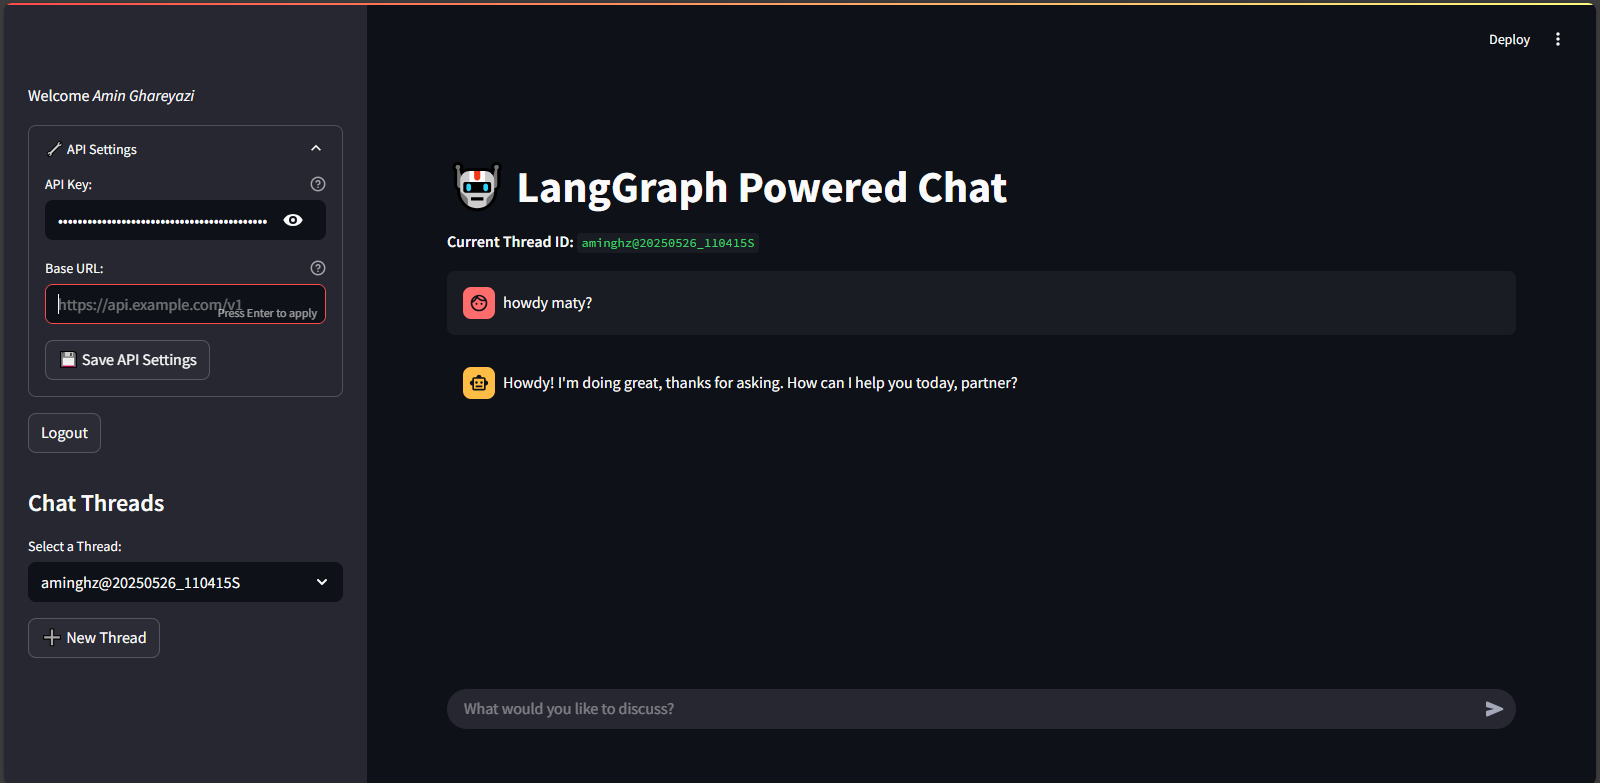 Deploy
Welcome Amin Ghareyazi
API Settings
API Key:
••••••••••••••••••••••••••••••••••••••••••
Base URL:
https://api.example.com/v1
Press Enter to apply
Save API Settings
Logout
Chat Threads
Select a Thread:
aminghz@20250526_110415S
New Thread
LangGraph Powered Chat
Current Thread ID: aminghz@20250526_110415S
howdy maty?
Howdy! I'm doing great, thanks for asking. How can I help you today, partner?
What would you like to discuss?